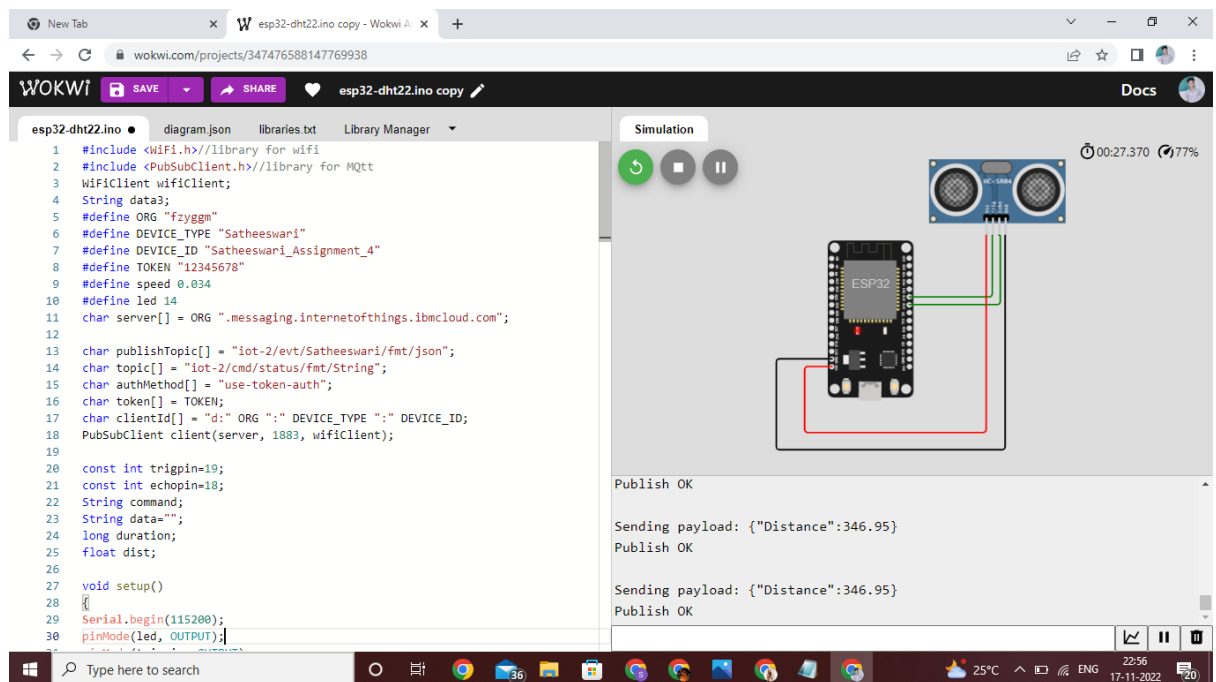 New Tab
esp32-dht22.ino copy - Wokwi A
wokwi.com/projects/347476588147769938
WOKWI SAVE SHARE esp32-dht22.ino copy Docs
esp32-dht22.ino diagram.json libraries.txt Library Manager
1 #include <WiFi.h>//library for wifi
2 #include <PubSubClient.h>//library for MQtt
3 WiFiClient wifiClient;
4 String data3;
5 #define ORG "fzyggm"
6 #define DEVICE_TYPE "Satheeswari"
7 #define DEVICE_ID "Satheeswari_Assignment_4"
8 #define TOKEN "12345678"
9 #define speed 0.034
10 #define led 14
11 char server[] = ORG ".messaging.internetofthings.ibmcloud.com";
12
13 char publishTopic[] = "iot-2/evt/Satheeswari/fmt/json";
14 char topic[] = "iot-2/cmd/status/fmt/String";
15 char authMethod[] = "use-token-auth";
16 char token[] = TOKEN;
17 char clientId[] = "d:" ORG ":" DEVICE_TYPE ":" DEVICE_ID;
18 PubSubClient client(server, 1883, wifiClient);
19
20 const int trigpin=19;
21 const int echopin=18;
22 String command;
23 String data="";
24 long duration;
25 float dist;
26
27 void setup()
28 {
29 Serial.begin(115200);
30 pinMode(led, OUTPUT);
Simulation
00:27.370 77%
HC-SR04
ESP32
Publish OK
Sending payload: {"Distance":346.95}
Publish OK
Sending payload: {"Distance":346.95}
Publish OK
Type here to search
36
25°C ENG
22:56
17-11-2022
20